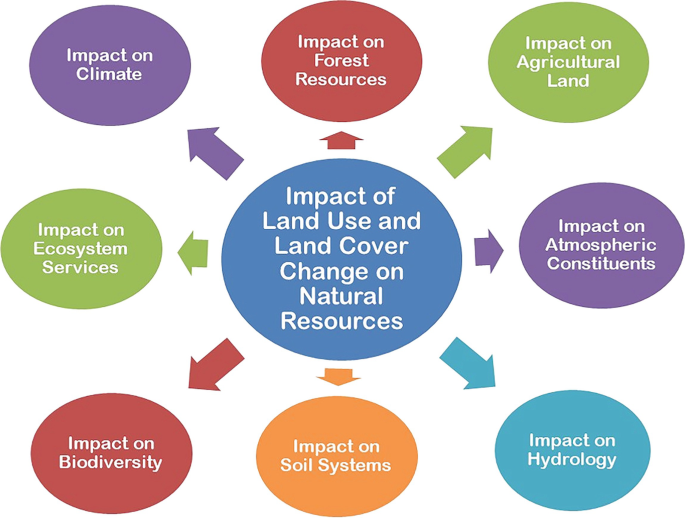 Impact on
Climate
Impact on
Forest
Resources
Impact on
Agricultural
Land
Impact on
Ecosystem
Services
Impact of
Land Use and
Land Cover
Change on
Natural
Resources
Impact on
Atmospheric
Constituents
Impact on
Biodiversity
Impact on
Soil Systems
Impact on
Hydrology